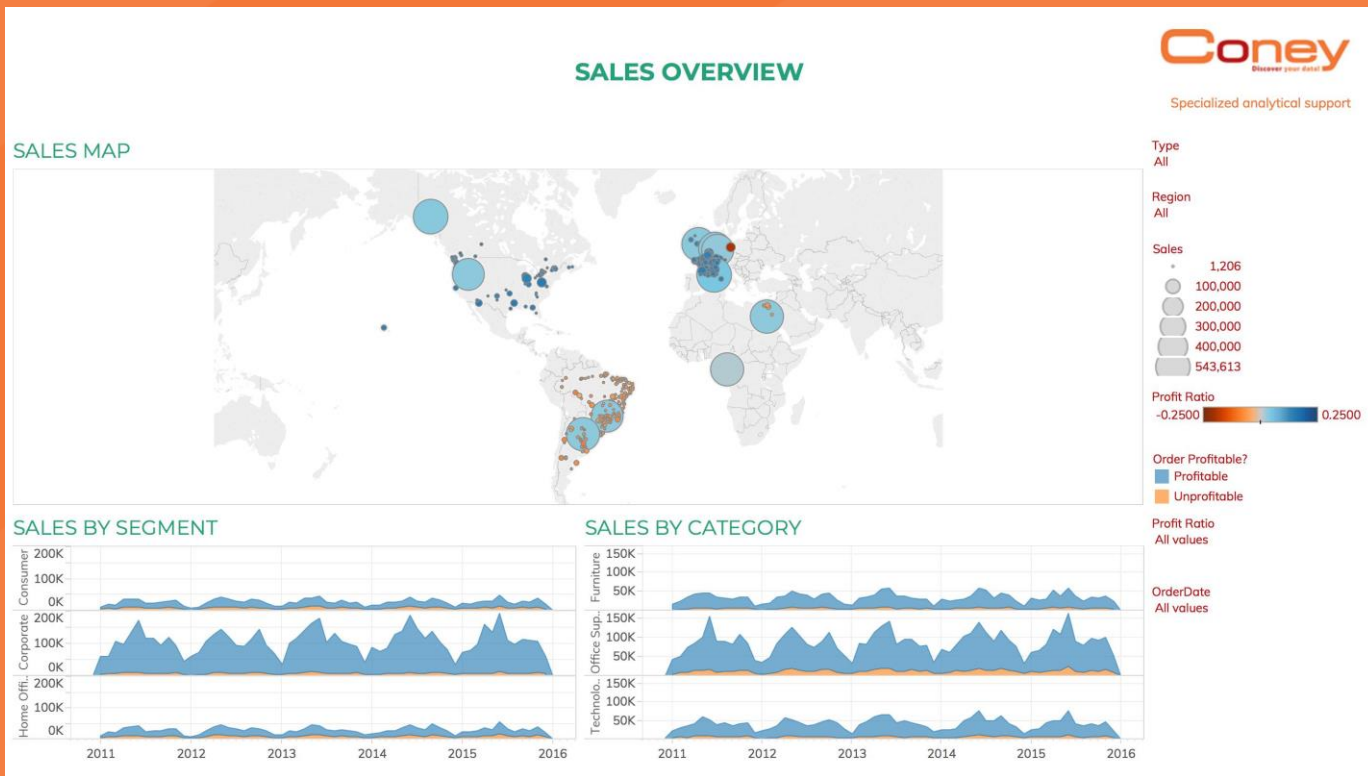 SALES OVERVIEW
Coney
Discover your data!
Specialized analytical support
SALES MAP
Type
All
Region
All
Sales
1,206
100,000
200,000
300,000
400,000
543,613
Profit Ratio
-0.2500 0.2500
Order Profitable?
Profitable
Unprofitable
Profit Ratio
All values
OrderDate
All values
SALES BY SEGMENT
Consumer
200K
100K
0K
Corporate
200K
100K
0K
Home Offi..
200K
100K
0K
2011 2012 2013 2014 2015 2016
SALES BY CATEGORY
Furniture
150K
100K
50K
Office Sup..
150K
100K
50K
Technolo..
150K
100K
50K
2011 2012 2013 2014 2015 2016